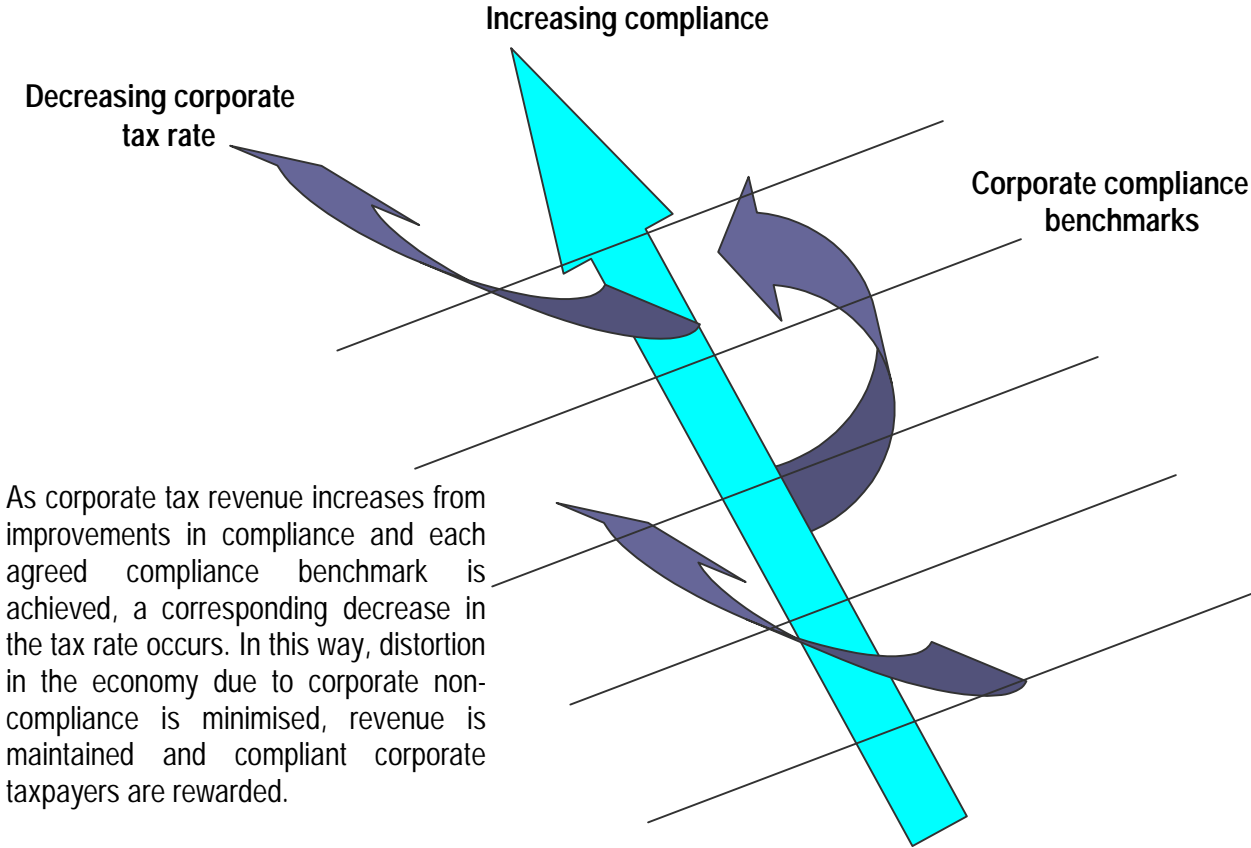 Increasing compliance
Decreasing corporate
tax rate
Corporate compliance
benchmarks
As corporate tax revenue increases from
improvements in compliance and each
agreed compliance benchmark is
achieved, a corresponding decrease in
the tax rate occurs. In this way, distortion
in the economy due to corporate non-
compliance is minimised, revenue is
maintained and compliant corporate
taxpayers are rewarded.